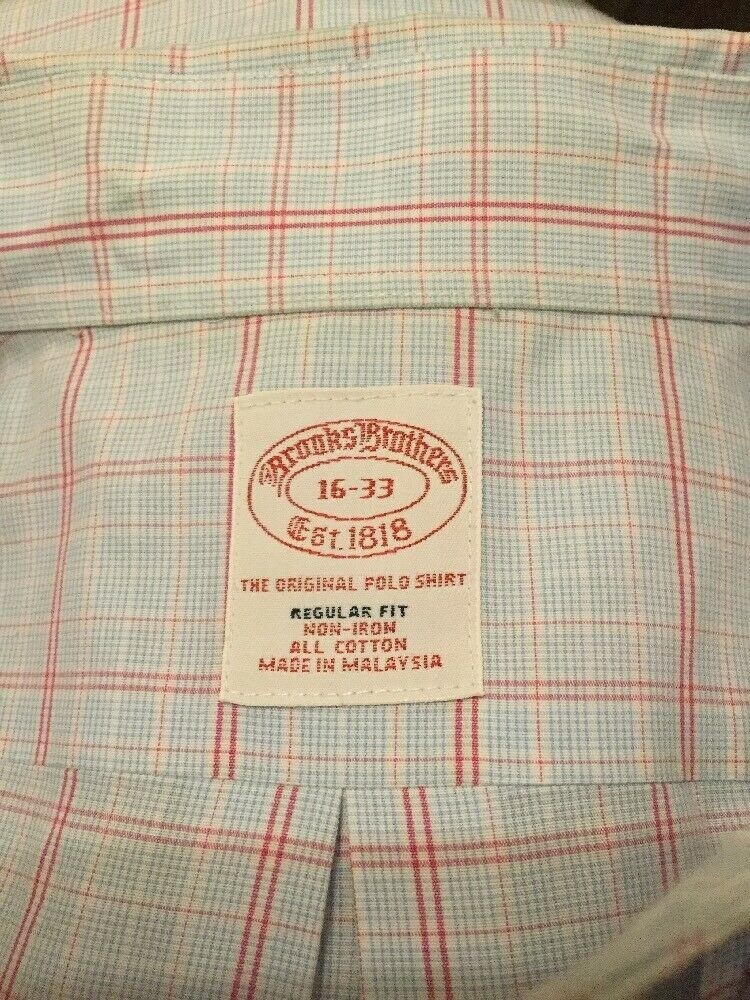 Brooks Brothers
16-33
Est. 1818
THE ORIGINAL POLO SHIRT
REGULAR FIT
NON-IRON
ALL COTTON
MADE IN MALAYSIA